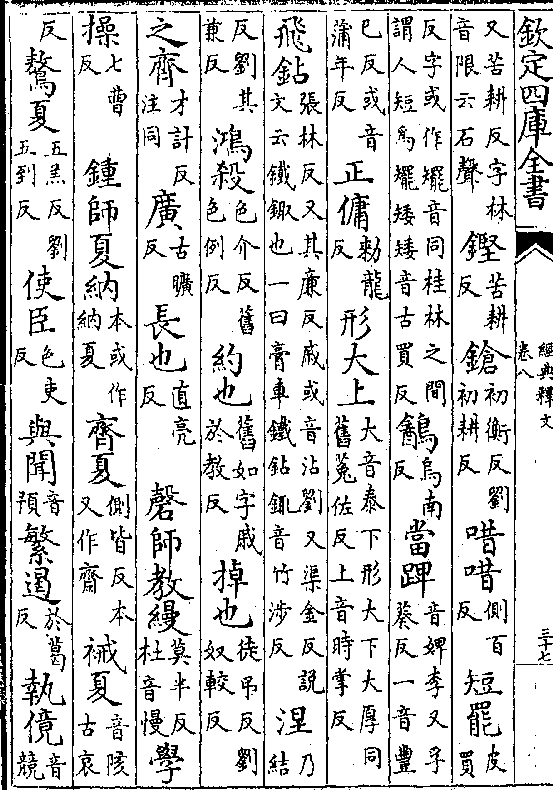 欽定四庫全書
經典釋文
卷八
三十七
又苦耕反字林音限云石聲 鏗苦耕反 鎗初衡反劉初耕反 唶唶側百反 短罷皮買
反字或作矲音同桂林之間謂人短為矲矮矮音古買反 鶕烏南反 當音婢李又孚葵反一音豐
已反或音蒲年反 正傭勅龍反 形大上大音泰下形大下大厚同舊菟佐反上音時掌反
飛鉆張林反又其廉反戚或音沾劉又渠金反說文云鐵鋷也一曰膏車鐵鉆音竹涉反 涅乃結
反劉其兼反 鴻殺色介反舊色例反 約也舊如字戚於教反 掉也徒吊反劉奴較反
之齊才計反注同 廣古曠反 長也直亮反 磬師教縵莫半反杜音慢 學
操七曹反 鍾師夏納本或作納夏 齊夏側皆反本又作齋 祴夏音陔古哀
反 驁夏五羔反劉五到反 使臣色吏反 與聞音預 繁遏於葛反 執傹音競